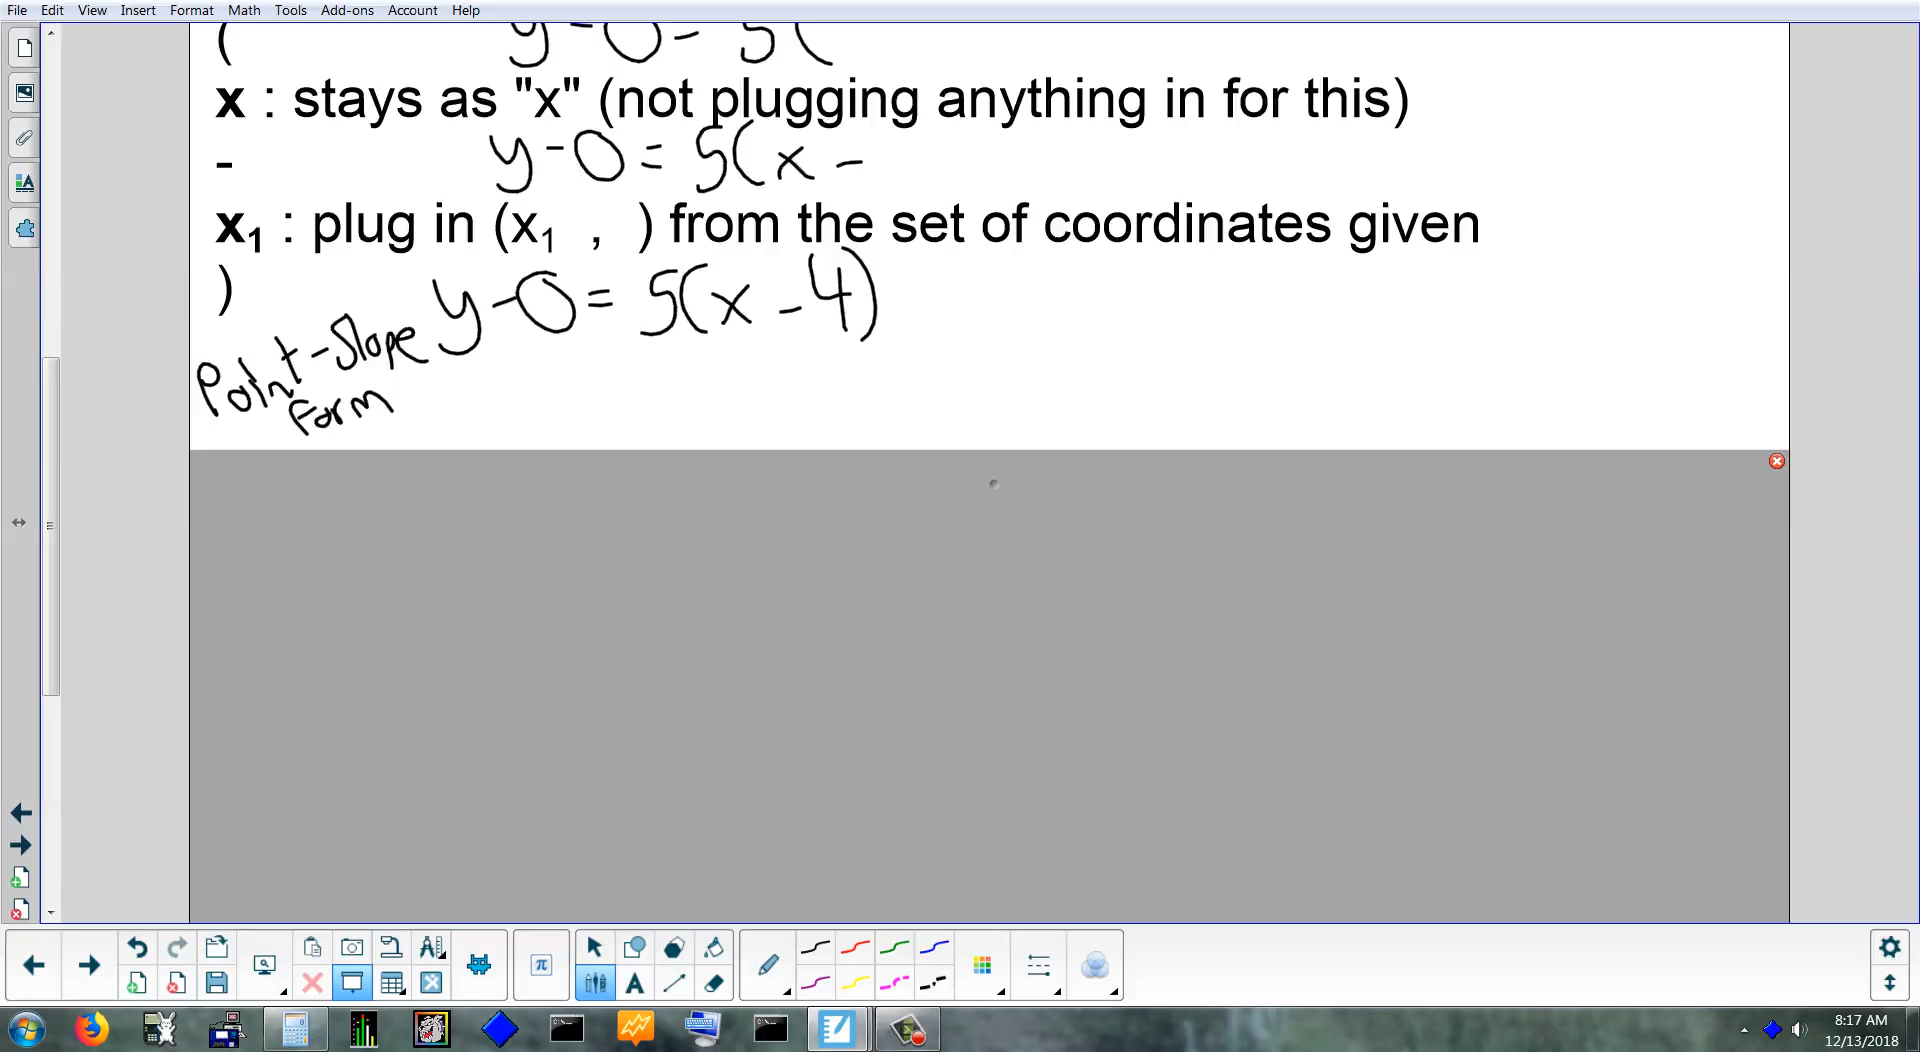 File Edit View Insert Format Math Tools Add-ons Account Help
( y - 0 = 5(
x : stays as "x" (not plugging anything in for this)
- y - 0 = 5(x -
x₁ : plug in (x₁ , ) from the set of coordinates given
) y - 0 = 5(x - 4)
Point-Slope
Form
8:17 AM
12/13/2018